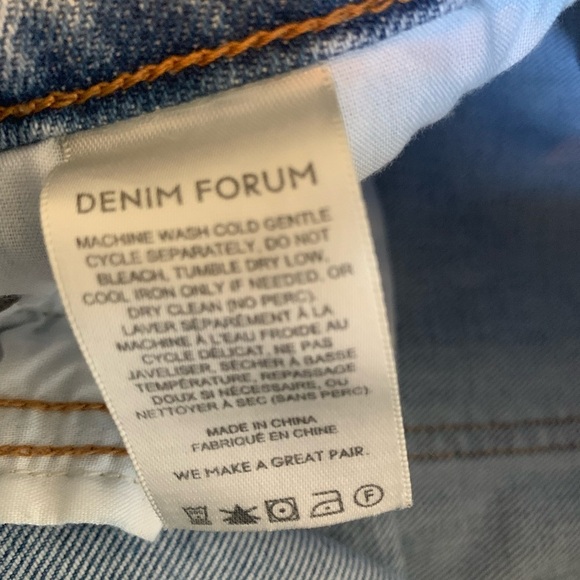 DENIM FORUM
MACHINE WASH COLD GENTLE
CYCLE SEPARATELY, DO NOT
BLEACH, TUMBLE DRY LOW,
COOL IRON ONLY IF NEEDED, OR
DRY CLEAN (NO PERC).
LAVER SÉPARÉMENT À LA
MACHINE À L'EAU FROIDE AU
CYCLE DÉLICAT, NE PAS
JAVELISER, SÉCHER À BASSE
TEMPÉRATURE, REPASSAGE
DOUX SI NÉCESSAIRE, OU
NETTOYER À SEC (SANS PERC).
MADE IN CHINA
FABRIQUÉ EN CHINE
WE MAKE A GREAT PAIR.
F